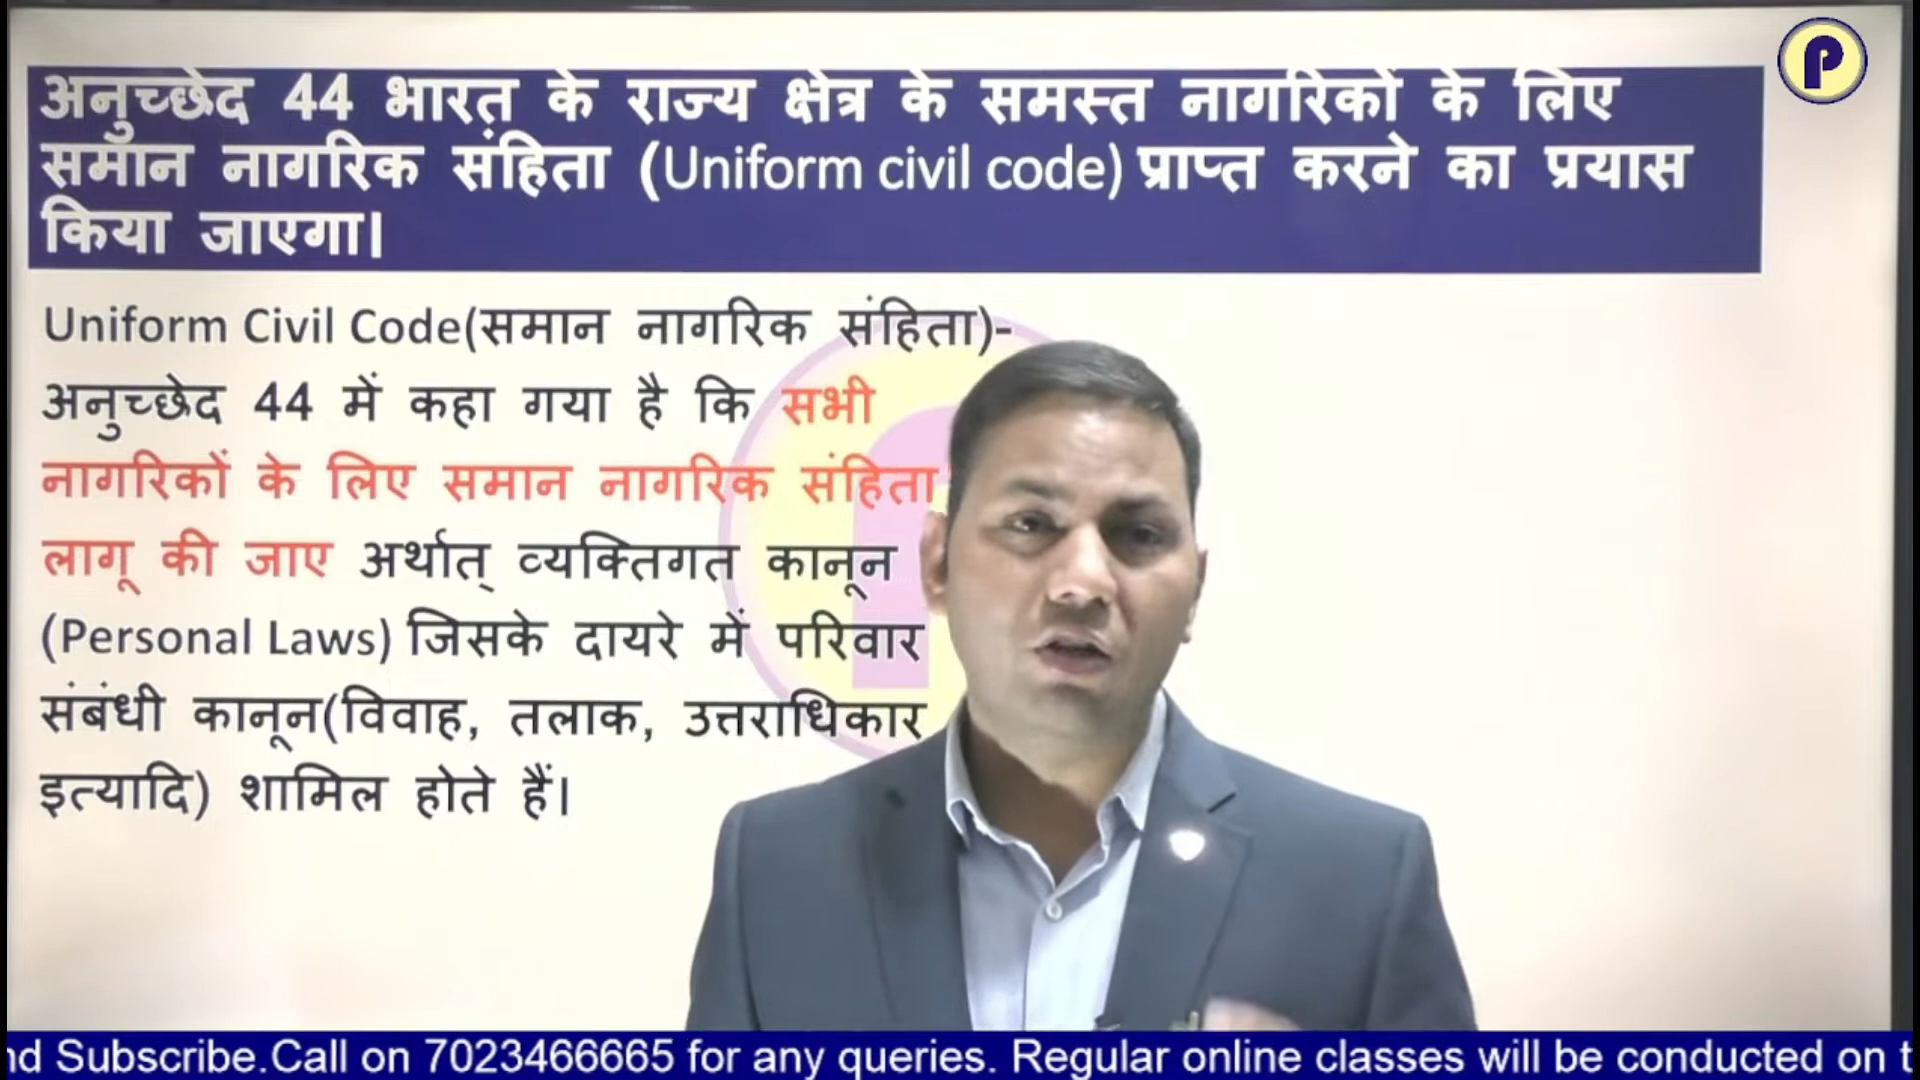 अनुच्छेद 44 भारत के राज्य क्षेत्र के समस्त नागरिकों के लिए
समान नागरिक संहिता (Uniform civil code) प्राप्त करने का प्रयास
किया जाएगा।
Uniform Civil Code(समान नागरिक संहिता)-
अनुच्छेद 44 में कहा गया है कि सभी
नागरिकों के लिए समान नागरिक संहिता
लागू की जाए अर्थात् व्यक्तिगत कानून
(Personal Laws) जिसके दायरे में परिवार
संबंधी कानून(विवाह, तलाक, उत्तराधिकार
इत्यादि) शामिल होते हैं।
Subscribe.Call on 7023466665 for any queries. Regular online classes will be conducted on